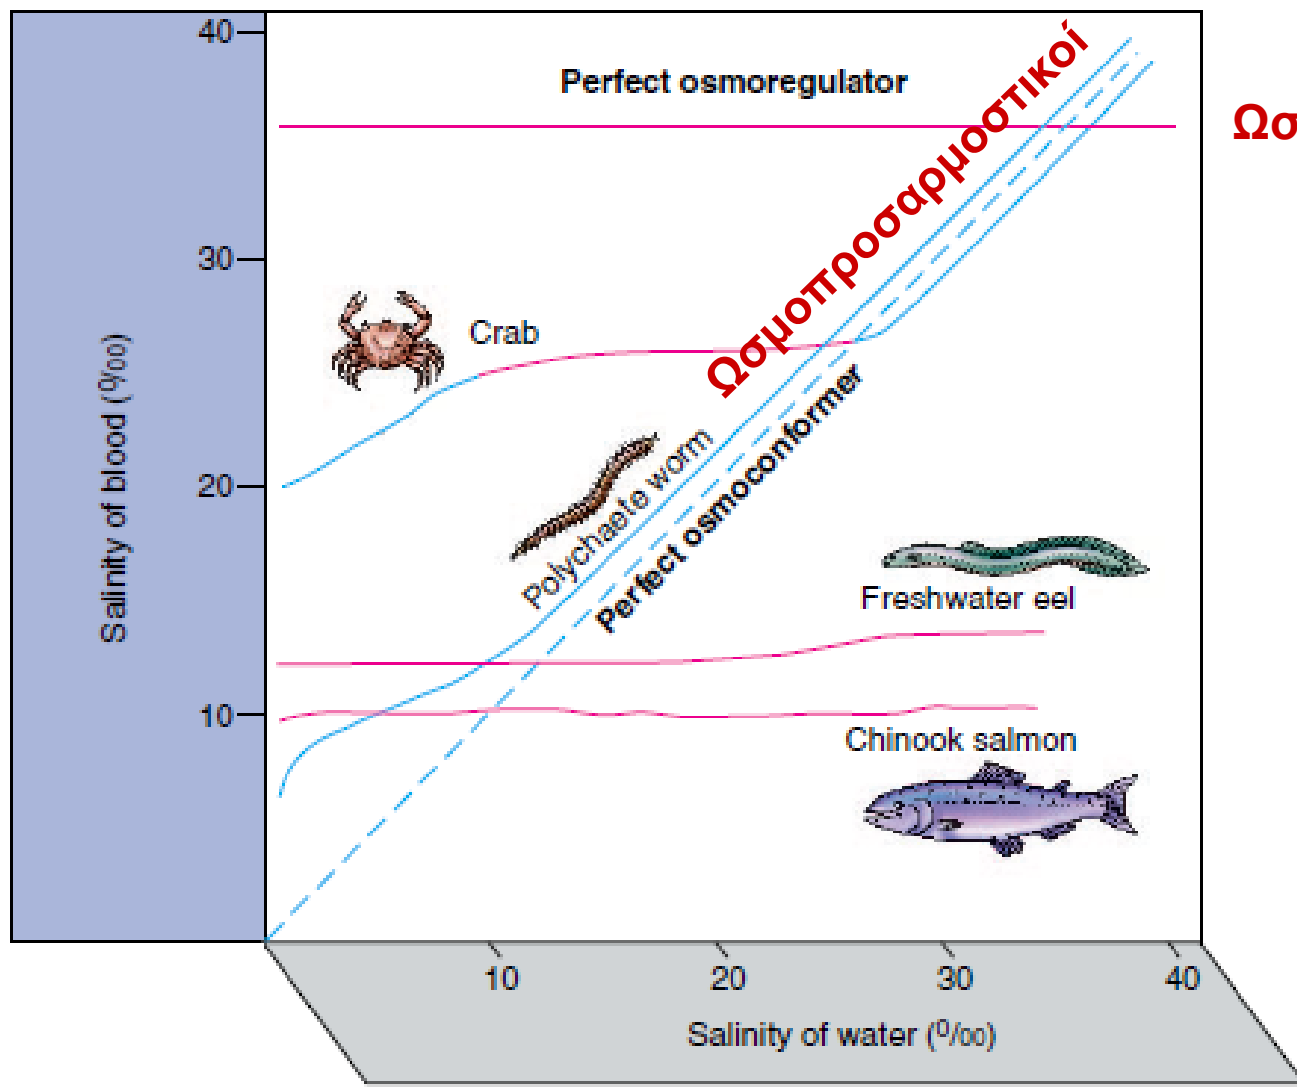 40
Perfect osmoregulator
Ωσμοπροσαρμοστικοί
Ωσ
30
Crab
Salinity of blood (⁰/₀₀)
20
Polychaete worm
Perfect osmoconformer
Freshwater eel
10
Chinook salmon
10 20 30 40
Salinity of water (⁰/₀₀)